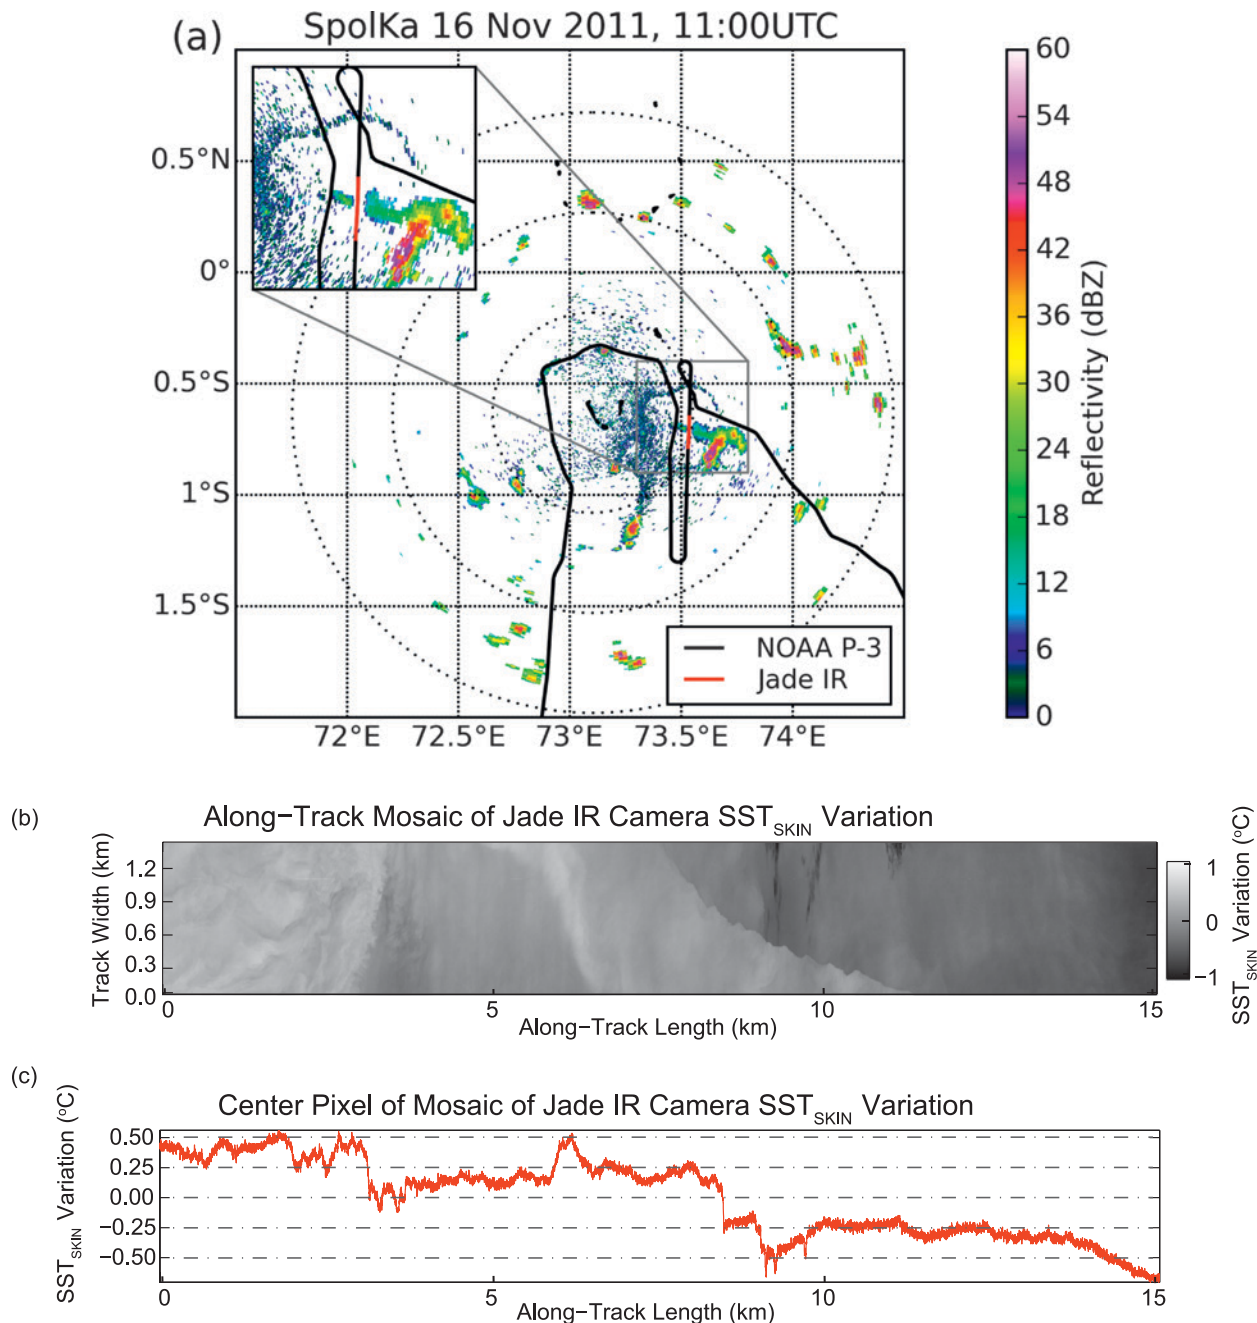 (a)
SpolKa 16 Nov 2011, 11:00UTC
0.5°N
0°
0.5°S
1°S
1.5°S
72°E 72.5°E 73°E 73.5°E 74°E
NOAA P-3
Jade IR
60
54
48
42
36
30
24
18
12
6
0
Reflectivity (dBZ)
(b)
Along−Track Mosaic of Jade IR Camera SST SKIN Variation
Track Width (km)
1.2
0.9
0.6
0.3
0.0
0 5 10 15
Along−Track Length (km)
1
0
−1
SST SKIN Variation (°C)
(c)
Center Pixel of Mosaic of Jade IR Camera SST SKIN Variation
SST SKIN Variation (°C)
0.50
0.25
0.00
−0.25
−0.50
0 5 10 15
Along−Track Length (km)